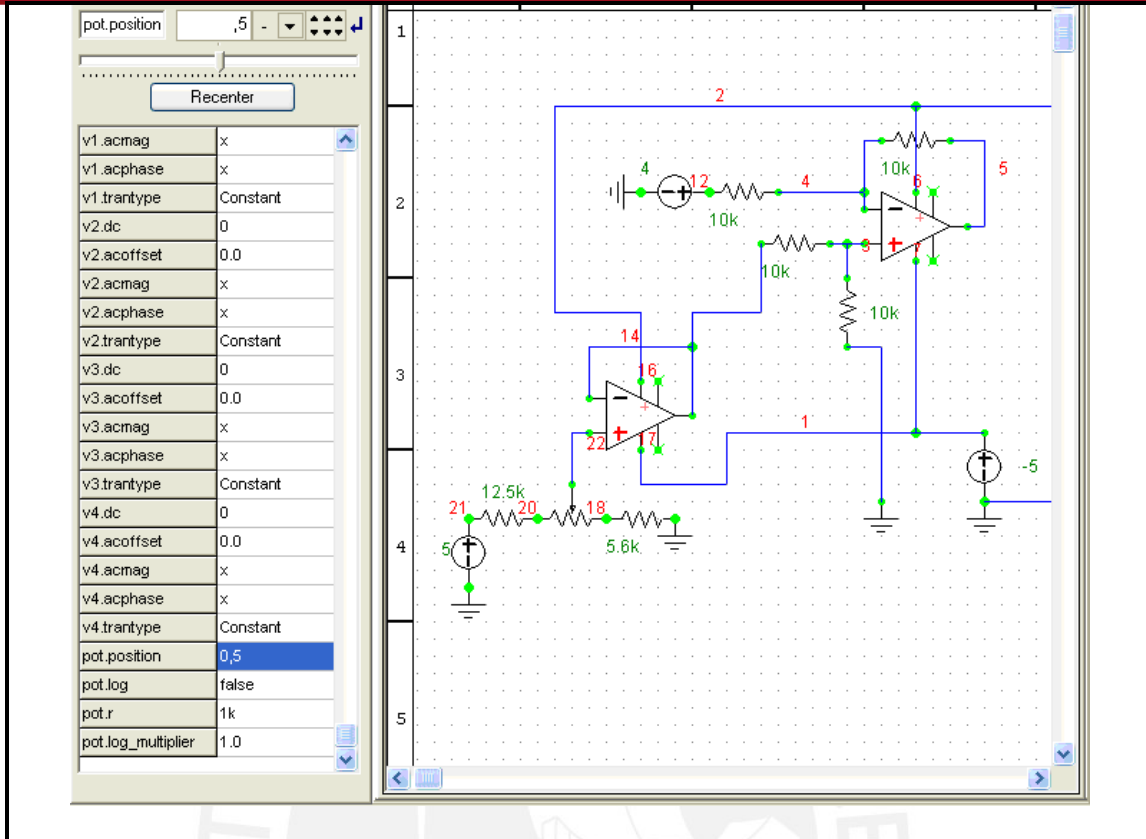 pot.position ,5 -
Recenter
v1.acmag x
v1.acphase x
v1.trantype Constant
v2.dc 0
v2.acoffset 0.0
v2.acmag x
v2.acphase x
v2.trantype Constant
v3.dc 0
v3.acoffset 0.0
v3.acmag x
v3.acphase x
v3.trantype Constant
v4.dc 0
v4.acoffset 0.0
v4.acmag x
v4.acphase x
v4.trantype Constant
pot.position 0,5
pot.log false
pot.r 1k
pot.log_multiplier 1.0
1
2
3
4
5
2
10k 5
4 12 4 6
10k
10k
10k
14
16
22 17
1
-5
12.5k
21 20 18
5 5.6k